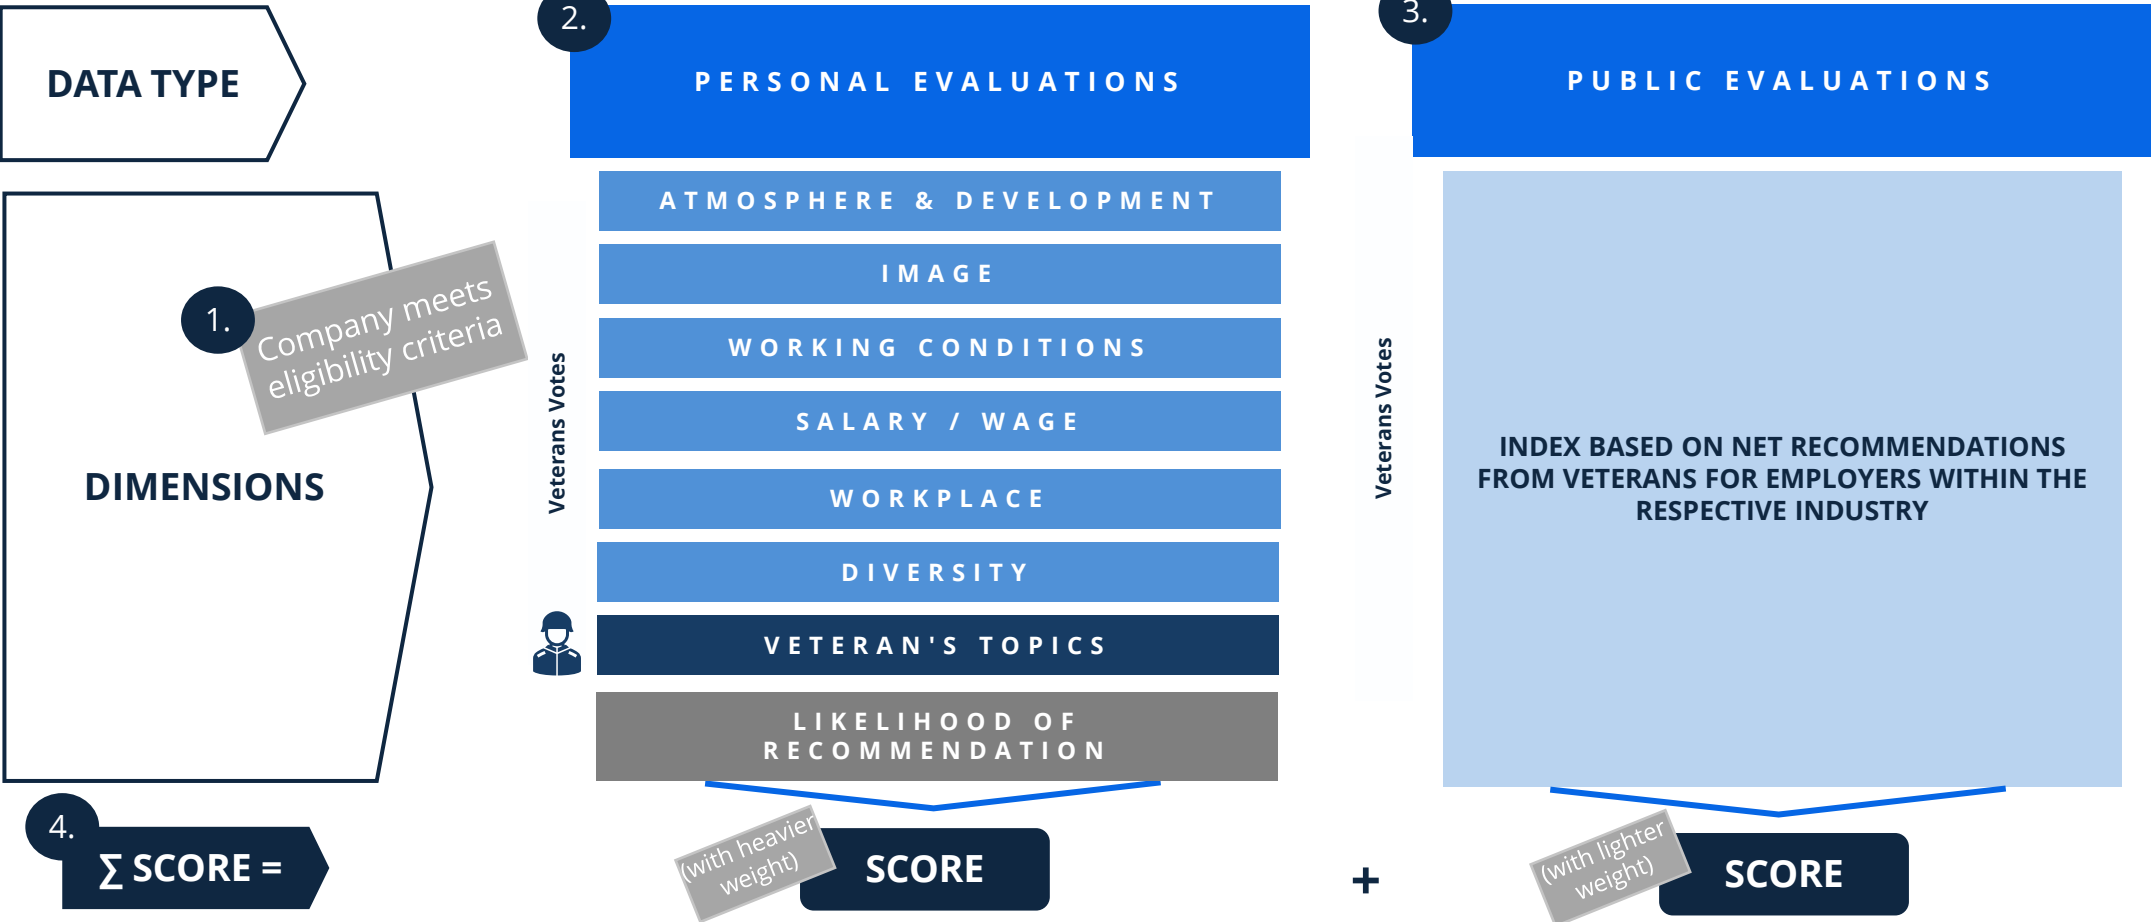 DATA TYPE
2.
PERSONAL EVALUATIONS
3.
PUBLIC EVALUATIONS
1.
Company meets
eligibility criteria
DIMENSIONS
Veterans Votes
ATMOSPHERE & DEVELOPMENT
IMAGE
WORKING CONDITIONS
SALARY / WAGE
WORKPLACE
DIVERSITY
VETERAN'S TOPICS
LIKELIHOOD OF
RECOMMENDATION
Veterans Votes
INDEX BASED ON NET RECOMMENDATIONS
FROM VETERANS FOR EMPLOYERS WITHIN THE
RESPECTIVE INDUSTRY
4.
∑ SCORE =
(with heavier
weight)
SCORE
+
(with lighter
weight)
SCORE